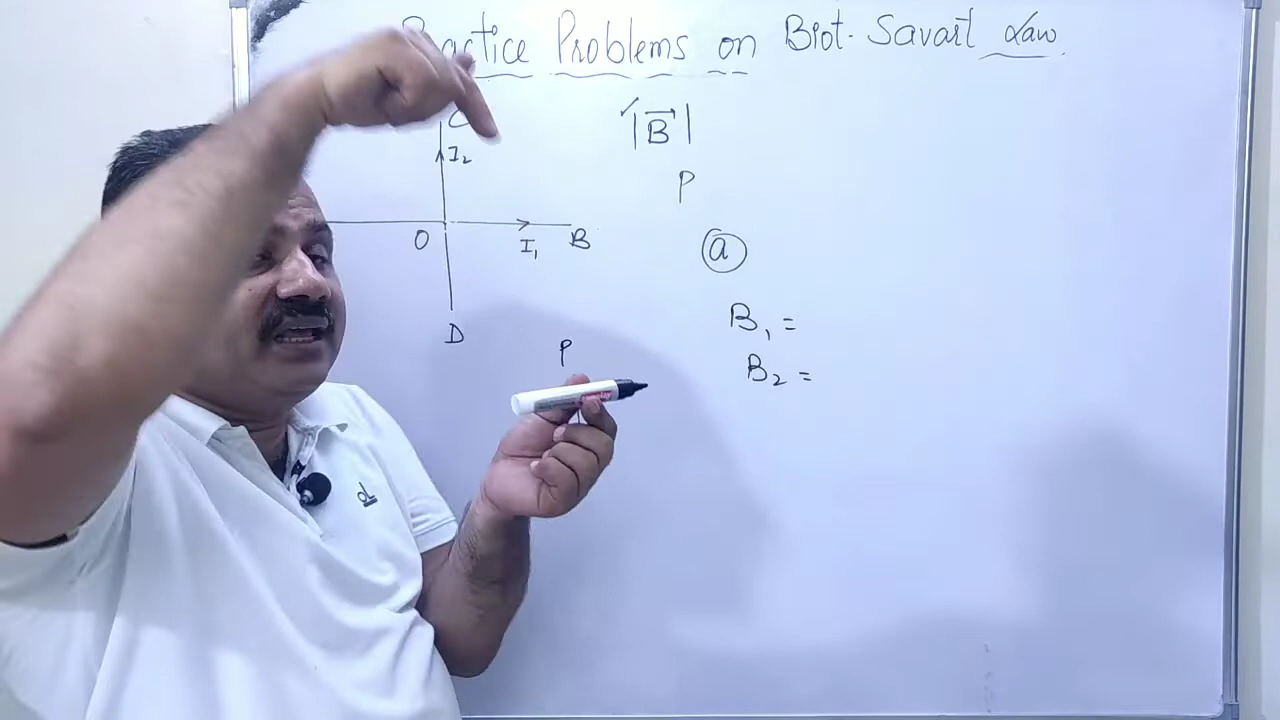 Practice Problems on Biot-Savart Law.
C
I₂
|B⃗|
P
O
I₁
B
ⓐ
D
B₁ =
P
B₂ =